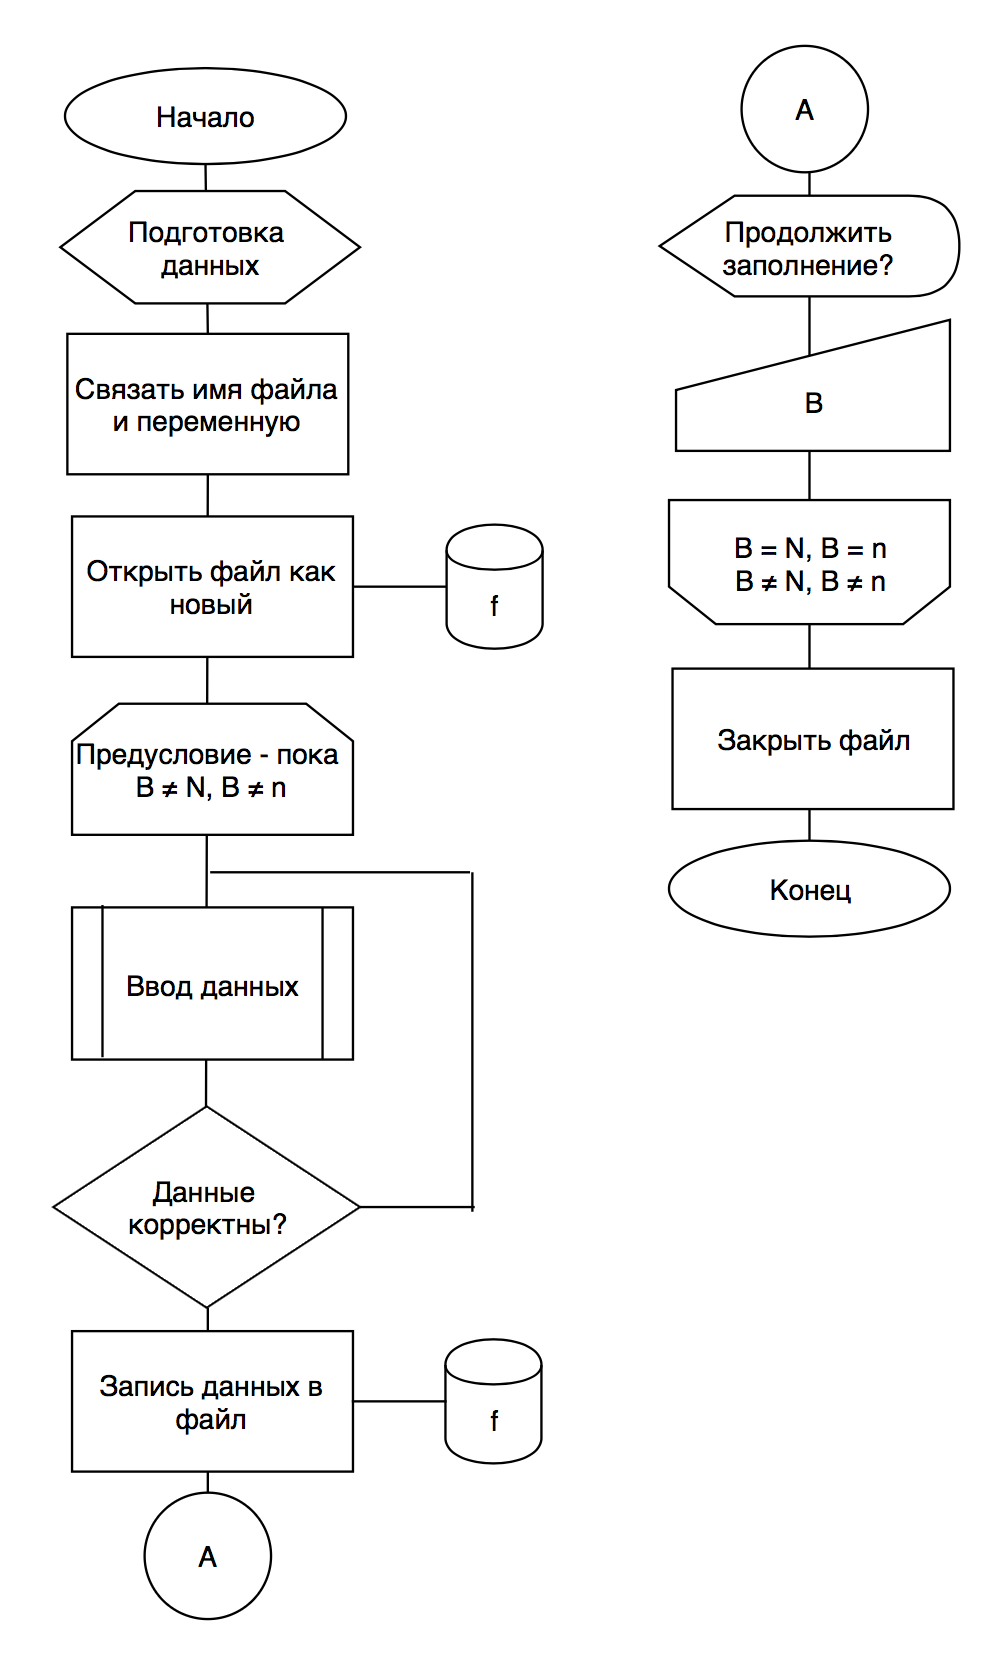 Начало
Подготовка
данных
Связать имя файла
и переменную
Открыть файл как
новый
f
Предусловие - пока
B ≠ N, B ≠ n
Ввод данных
Данные
корректны?
Запись данных в
файл
f
A
A
Продолжить
заполнение?
B
B = N, B = n
B ≠ N, B ≠ n
Закрыть файл
Конец